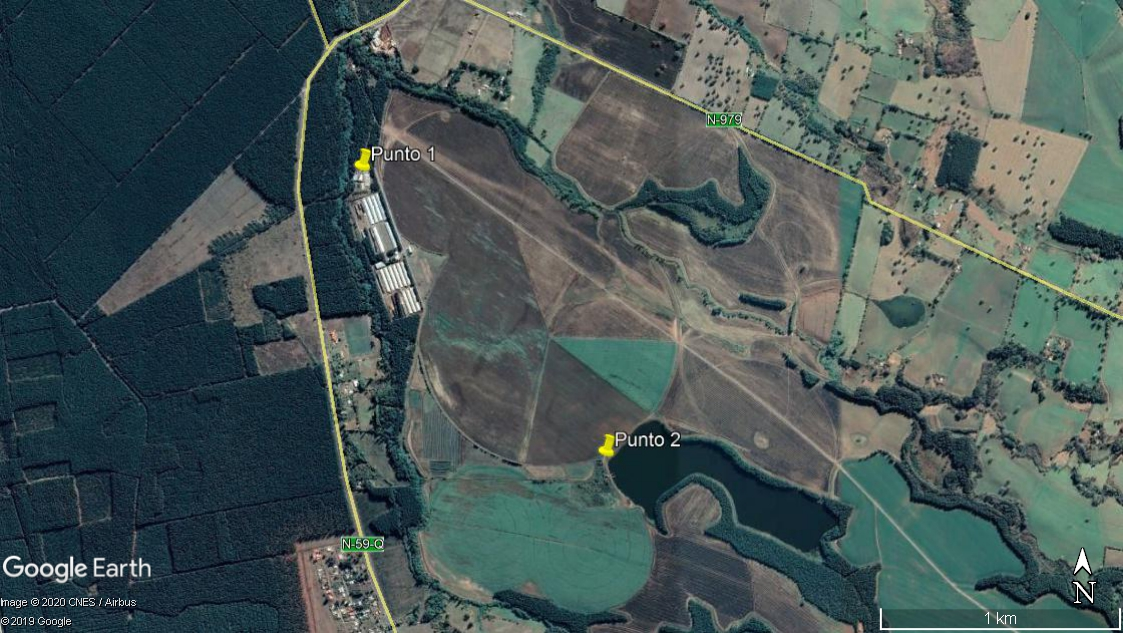 N-979
Punto 1
Punto 2
N-59-Q
Google Earth
Image © 2020 CNES / Airbus
©2019 Google
N
1 km